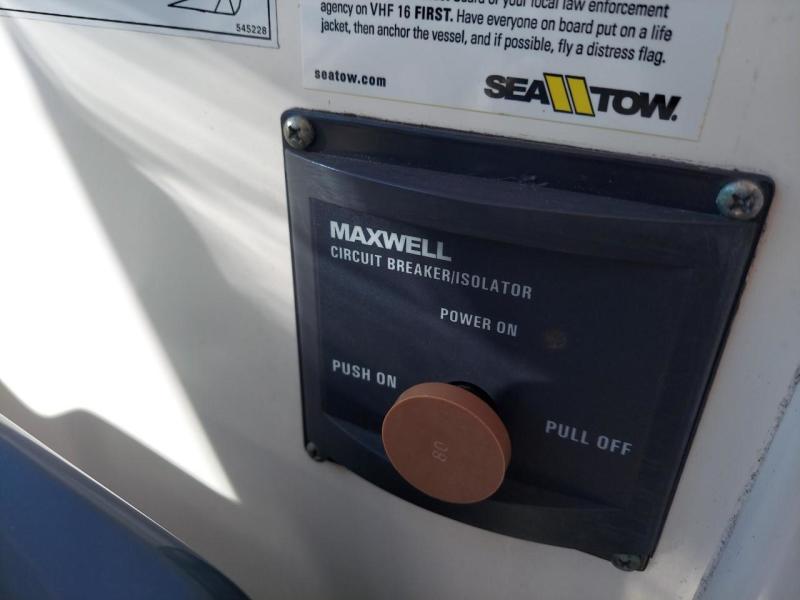 545228
agency on VHF 16 FIRST. Have everyone on board put on a life
jacket, then anchor the vessel, and if possible, fly a distress flag.
seatow.com
SEA TOW.
MAXWELL
CIRCUIT BREAKER/ISOLATOR
POWER ON
PUSH ON
PULL OFF
80